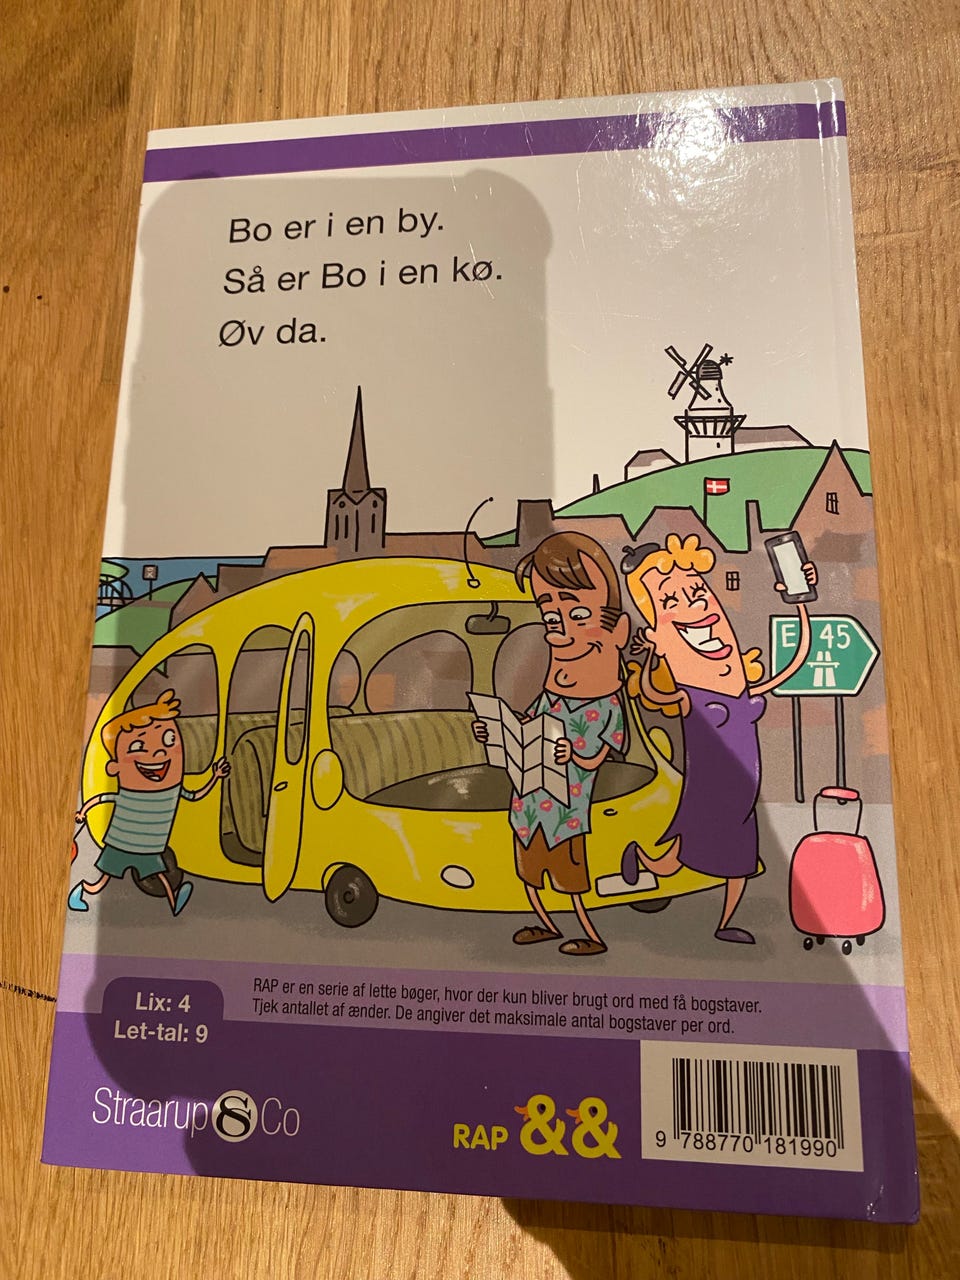 Bo er i en by.
Så er Bo i en kø.
Øv da.
E 45
Lix: 4
Let-tal: 9
RAP er en serie af lette bøger, hvor der kun bliver brugt ord med få bogstaver.
Tjek antallet af ænder. De angiver det maksimale antal bogstaver per ord.
Straarup & Co
RAP &&
9 788770 181990